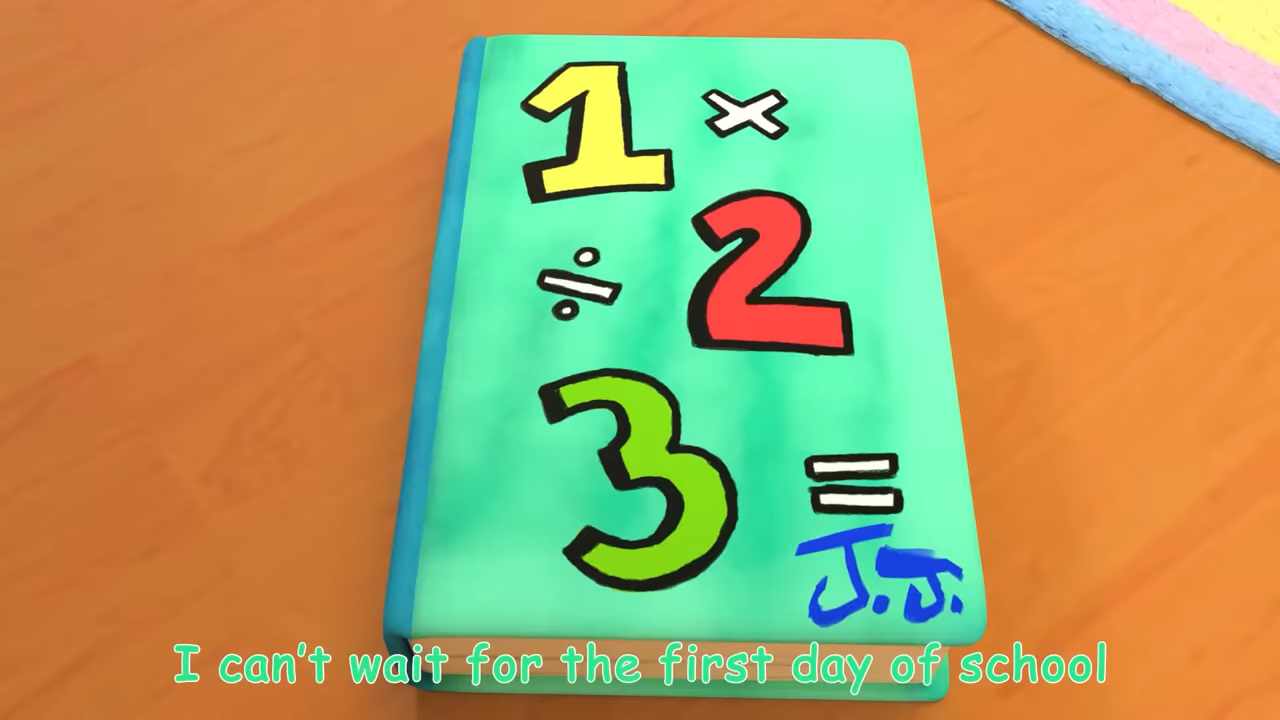 1 ×
÷ 2
3 =
J.J.
I can't wait for the first day of school